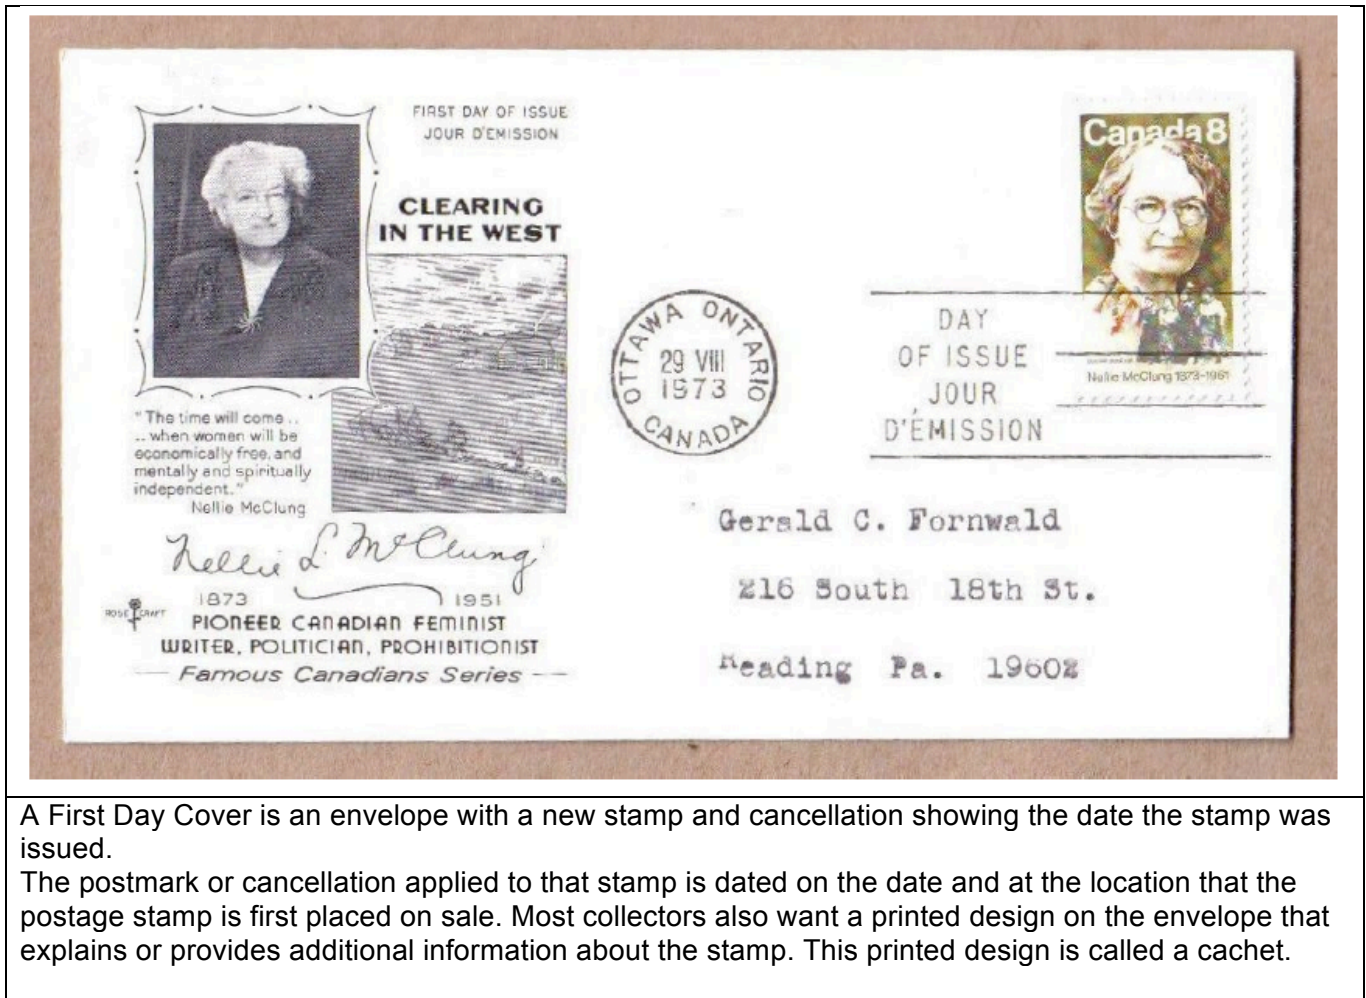 FIRST DAY OF ISSUE
JOUR D'EMISSION
CLEARING
IN THE WEST
"The time will come ..
.. when women will be
economically free, and
mentally and spiritually
independent."
Nellie McClung
Nellie L. McClung
1873 1951
ROSE CRAFT
PIONEER CANADIAN FEMINIST
WRITER, POLITICIAN, PROHIBITIONIST
Famous Canadians Series
OTTAWA ONTARIO
29 VIII
1973
CANADA
Canada 8
Nellie McClung 1873-1951
DAY
OF ISSUE
JOUR
D'ÉMISSION
Gerald C. Fornwald
216 South 18th St.
Reading Pa. 19602
A First Day Cover is an envelope with a new stamp and cancellation showing the date the stamp was
issued.
The postmark or cancellation applied to that stamp is dated on the date and at the location that the
postage stamp is first placed on sale. Most collectors also want a printed design on the envelope that
explains or provides additional information about the stamp. This printed design is called a cachet.